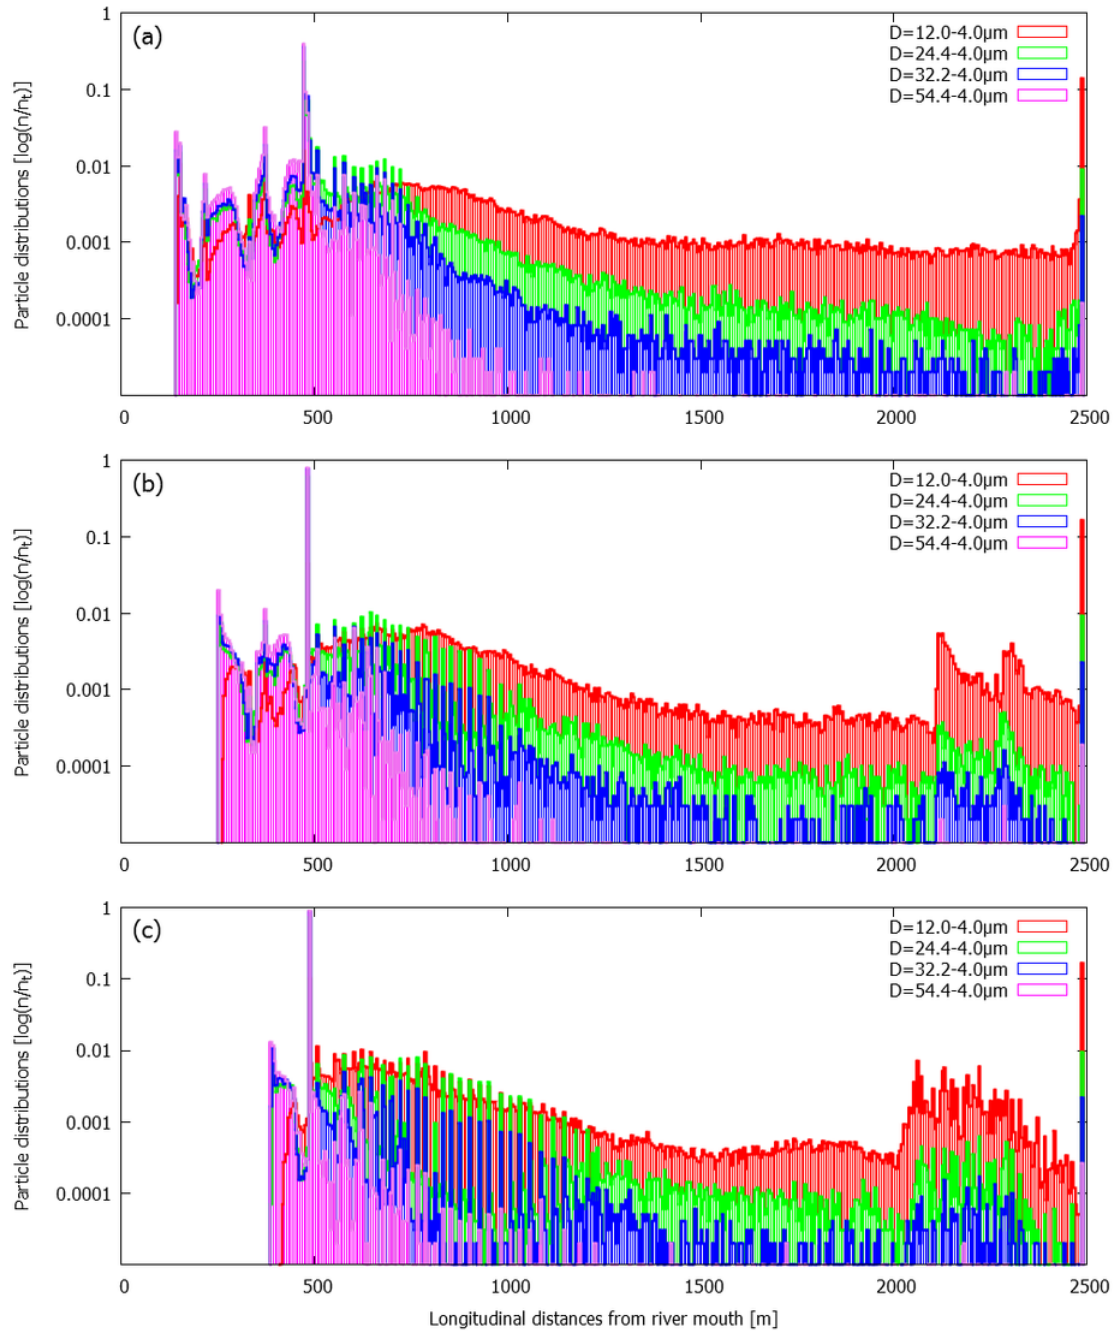 Particle distributions [log(n/nt)]
(a)
D=12.0-4.0µm
D=24.4-4.0µm
D=32.2-4.0µm
D=54.4-4.0µm
1
0.1
0.01
0.001
0.0001
0 500 1000 1500 2000 2500
Particle distributions [log(n/nt)]
(b)
D=12.0-4.0µm
D=24.4-4.0µm
D=32.2-4.0µm
D=54.4-4.0µm
1
0.1
0.01
0.001
0.0001
0 500 1000 1500 2000 2500
Particle distributions [log(n/nt)]
(c)
D=12.0-4.0µm
D=24.4-4.0µm
D=32.2-4.0µm
D=54.4-4.0µm
1
0.1
0.01
0.001
0.0001
0 500 1000 1500 2000 2500
Longitudinal distances from river mouth [m]